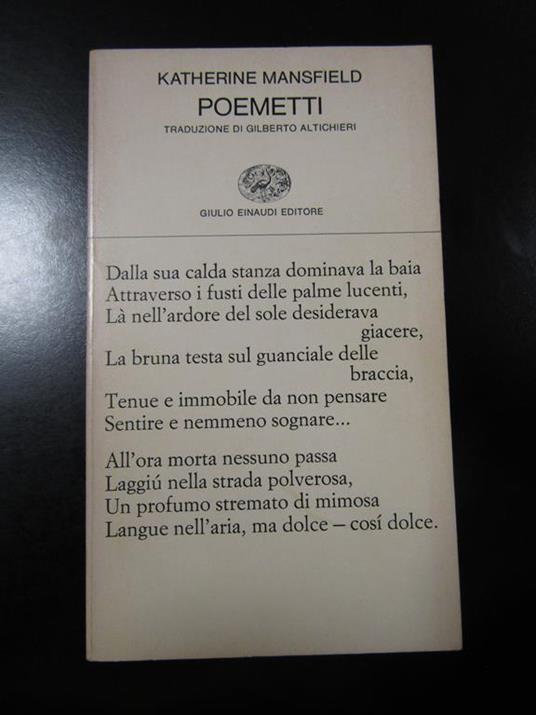 KATHERINE MANSFIELD
POEMETTI
TRADUZIONE DI GILBERTO ALTICHIERI
GIULIO EINAUDI EDITORE
Dalla sua calda stanza dominava la baia
Attraverso i fusti delle palme lucenti,
Là nell'ardore del sole desiderava
giacere,
La bruna testa sul guanciale delle
braccia,
Tenue e immobile da non pensare
Sentire e nemmeno sognare...
All'ora morta nessuno passa
Laggiú nella strada polverosa,
Un profumo stremato di mimosa
Langue nell'aria, ma dolce – cosí dolce.